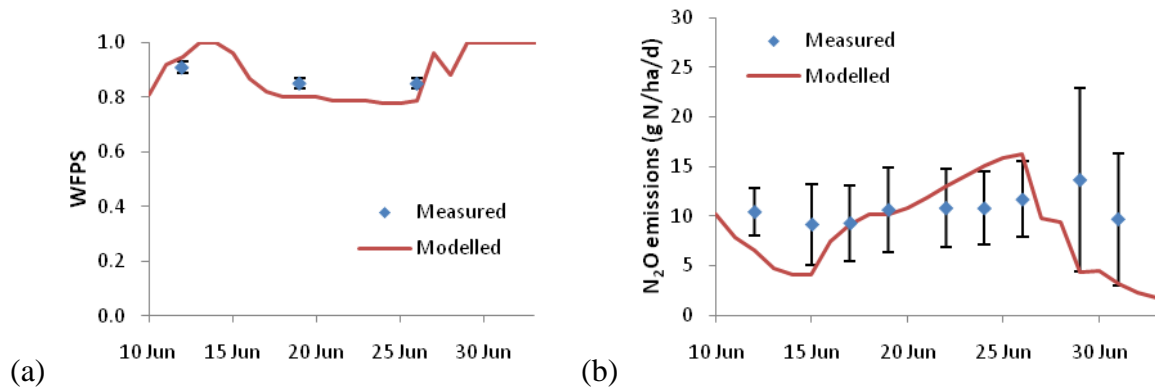 1.0
0.8
0.6
0.4
0.2
0.0
WFPS
Measured
Modelled
10 Jun
15 Jun
20 Jun
25 Jun
30 Jun
(a)
30
25
20
15
10
5
0
N₂O emissions (g N/ha/d)
Measured
Modelled
10 Jun
15 Jun
20 Jun
25 Jun
30 Jun
(b)